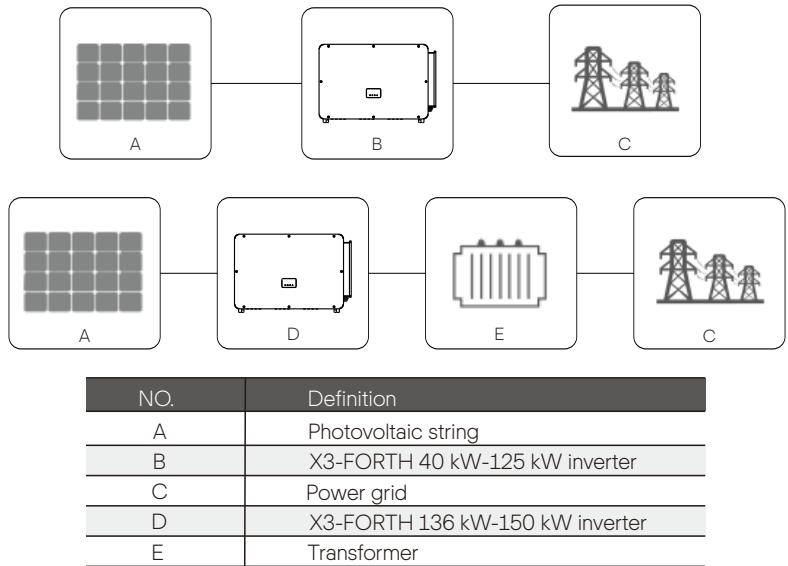 A B C
A D E C
NO. Definition
A Photovoltaic string
B X3-FORTH 40 kW-125 kW inverter
C Power grid
D X3-FORTH 136 kW-150 kW inverter
E Transformer